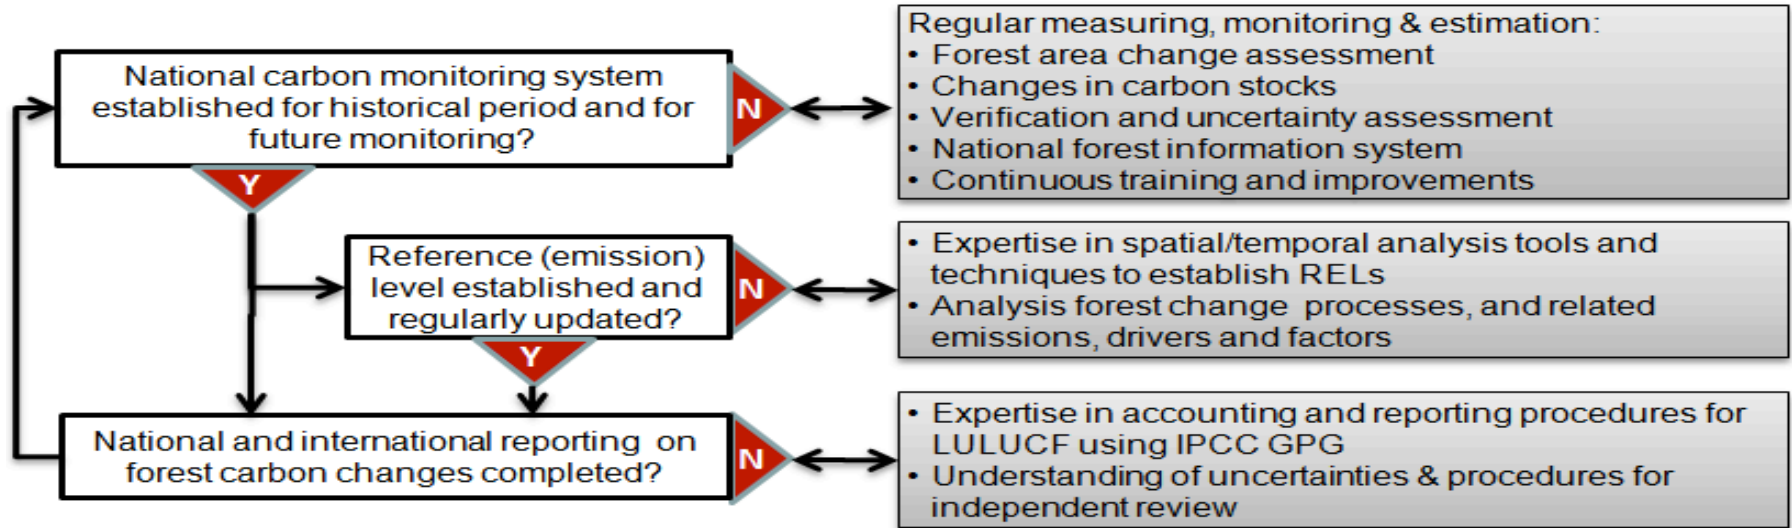 National carbon monitoring system
established for historical period and for
future monitoring?
N
Y
Regular measuring, monitoring & estimation:
• Forest area change assessment
• Changes in carbon stocks
• Verification and uncertainty assessment
• National forest information system
• Continuous training and improvements
Reference (emission)
level established and
regularly updated?
N
Y
• Expertise in spatial/temporal analysis tools and
techniques to establish RELs
• Analysis forest change processes, and related
emissions, drivers and factors
National and international reporting on
forest carbon changes completed?
N
• Expertise in accounting and reporting procedures for
LULUCF using IPCC GPG
• Understanding of uncertainties & procedures for
independent review